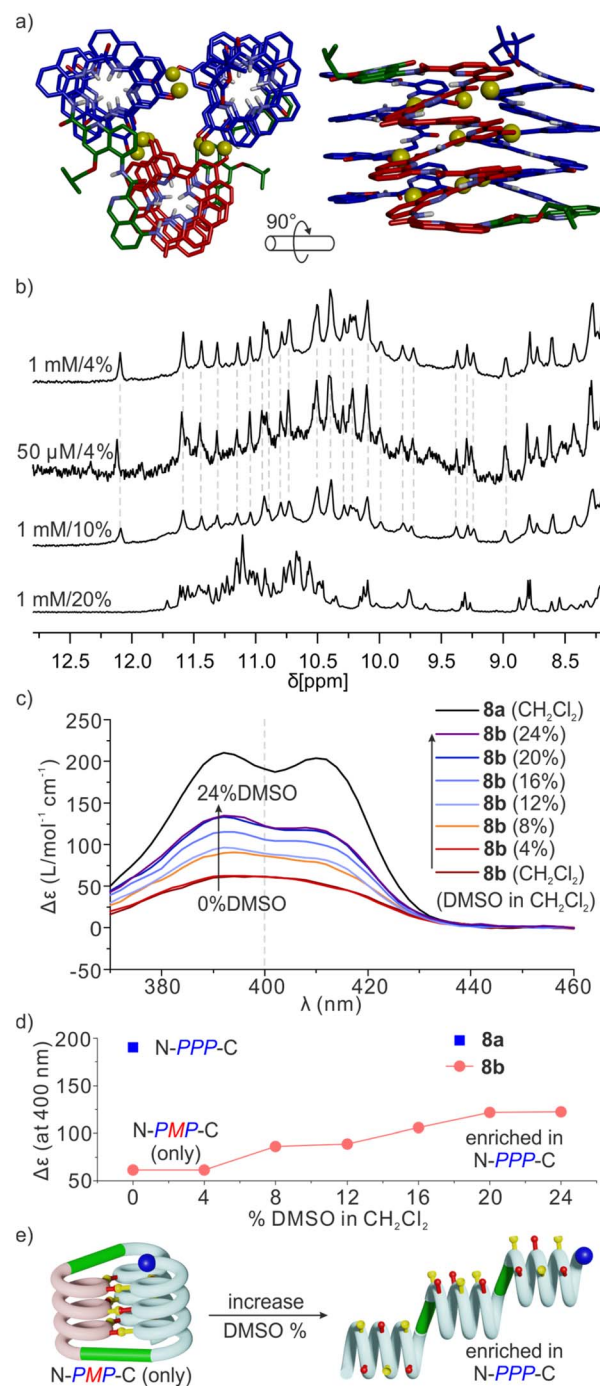 a)
90°
b)
1 mM/4%
50 µM/4%
1 mM/10%
1 mM/20%
12.5 12.0 11.5 11.0 10.5 10.0 9.5 9.0 8.5
δ[ppm]
c)
Δε (L/mol⁻¹ cm⁻¹)
250
200
150
100
50
0
-50
380 400 420 440 460
λ (nm)
24%DMSO
0%DMSO
8a (CH₂Cl₂)
8b (24%)
8b (20%)
8b (16%)
8b (12%)
8b (8%)
8b (4%)
8b (CH₂Cl₂)
(DMSO in CH₂Cl₂)
d)
Δε (at 400 nm)
200
150
100
50
N-PPP-C
8a
8b
N-PMP-C
(only)
enriched in
N-PPP-C
0 4 8 12 16 20 24
% DMSO in CH₂Cl₂
e)
increase
DMSO %
N-PMP-C (only)
enriched in
N-PPP-C